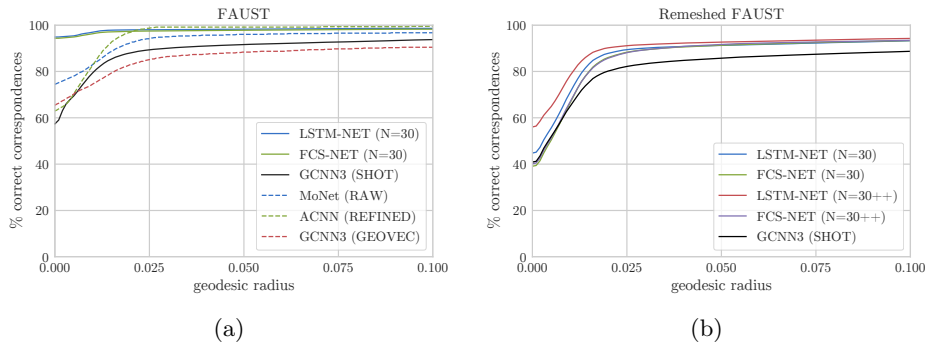 FAUST
100
80
60
40
20
0
% correct correspondences
0.000 0.025 0.050 0.075 0.100
geodesic radius
LSTM-NET (N=30)
FCS-NET (N=30)
GCNN3 (SHOT)
MoNet (RAW)
ACNN (REFINED)
GCNN3 (GEOVEC)
(a)
Remeshed FAUST
100
80
60
40
20
0
% correct correspondences
0.000 0.025 0.050 0.075 0.100
geodesic radius
LSTM-NET (N=30)
FCS-NET (N=30)
LSTM-NET (N=30++)
FCS-NET (N=30++)
GCNN3 (SHOT)
(b)